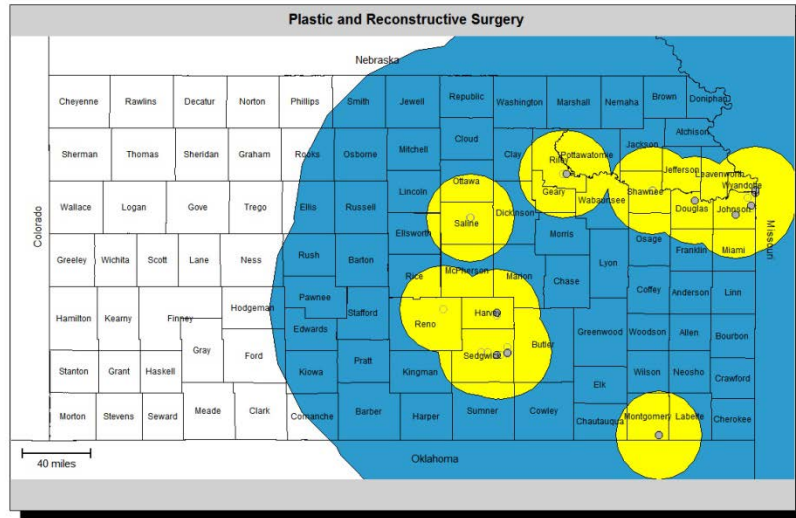 Plastic and Reconstructive Surgery
Nebraska
Cheyenne Rawlins Decatur Norton Phillips Smith Jewell Republic Washington Marshall Nemaha Brown Doniphan
Atchison
Sherman Thomas Sheridan Graham Rooks Osborne Mitchell Cloud Clay Riley Pottawatomie Jackson Jefferson Leavenworth
Wyandotte
Lincoln Ottawa Geary Wabaunsee Shawnee
Wallace Logan Gove Trego Ellis Russell Saline Dickinson Douglas Johnson
Colorado
Missouri
Ellsworth Morris Osage Franklin Miami
Greeley Wichita Scott Lane Ness Rush Barton Rice McPherson Marion Chase Lyon
Coffey Anderson Linn
Hamilton Kearny Finney Hodgeman Pawnee Stafford Reno Harvey
Edwards Greenwood Woodson Allen Bourbon
Gray Ford Sedgwick Butler
Stanton Grant Haskell Kiowa Pratt Kingman Elk Wilson Neosho Crawford
Morton Stevens Seward Meade Clark Comanche Barber Harper Sumner Cowley Chautauqua Montgomery Labette Cherokee
40 miles
Oklahoma